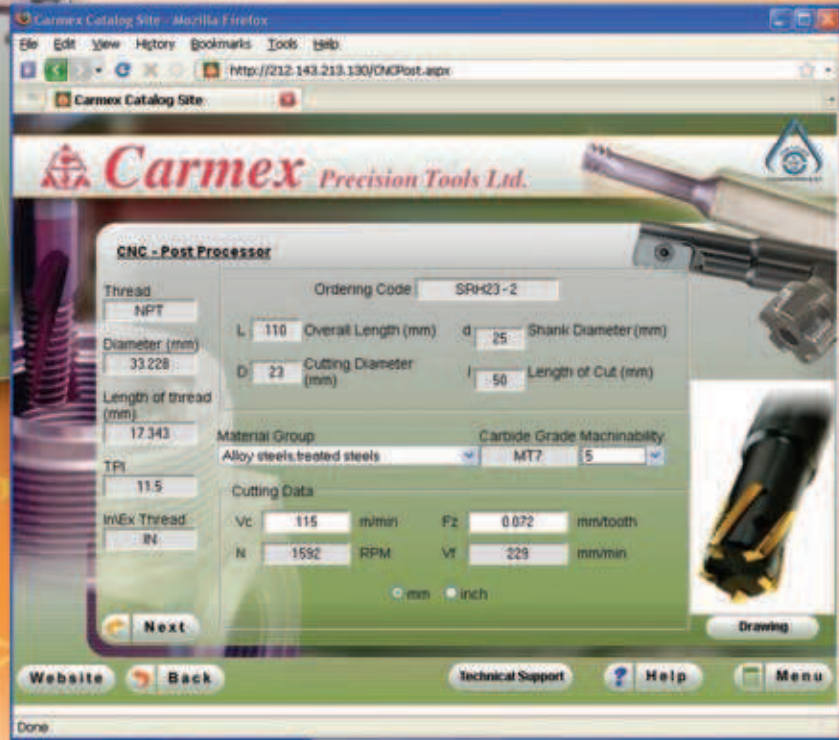 Carmex Catalog Site - Mozilla Firefox
File Edit View History Bookmarks Tools Help
http://212.143.213.130/CNCPost.aspx
Carmex Catalog Site
Carmex Precision Tools Ltd.
CNC - Post Processor
Thread
NPT
Diameter (mm)
33.228
Length of thread
(mm)
17.343
TPI
11.5
In\Ex Thread
IN
Ordering Code SRH23-2
L 110 Overall Length (mm) d 25 Shank Diameter (mm)
D 23 Cutting Diameter (mm) l 50 Length of Cut (mm)
Material Group Carbide Grade Machinability
Alloy steels,treated steels MT7 5
Cutting Data
Vc 115 m/min Fz 0.072 mm/tooth
N 1592 RPM Vf 229 mm/min
mm inch
Next
Drawing
Website Back Technical Support ? Help Menu
Done